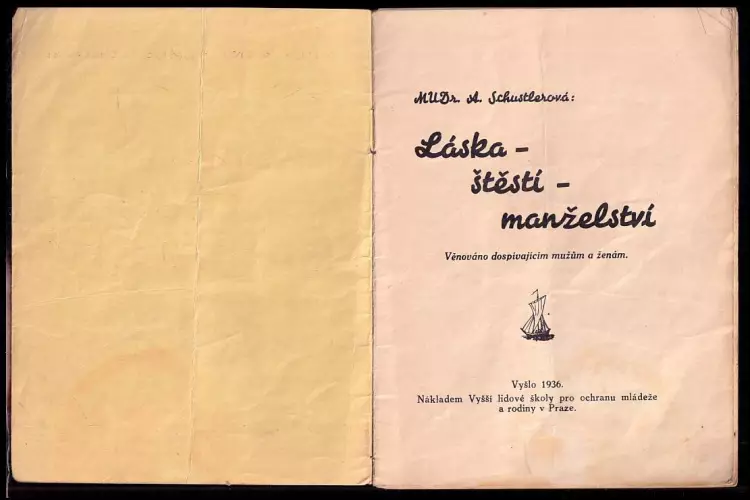 MUDr. A. Schustlerová:
Láska -
štěstí -
manželství
Věnováno dospívajícím mužům a ženám.
Vyšlo 1936.
Nákladem Vyšší lidové školy pro ochranu mládeže
a rodiny v Praze.